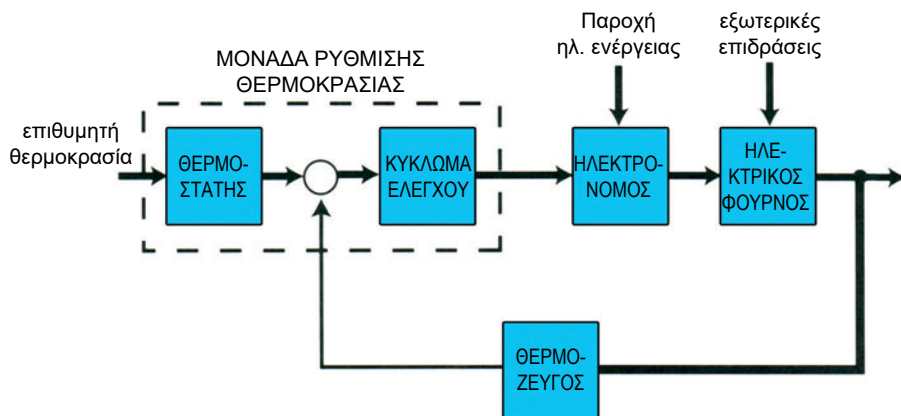 Παροχή
ηλ. ενέργειας
εξωτερικές
επιδράσεις
ΜΟΝΑΔΑ ΡΥΘΜΙΣΗΣ
ΘΕΡΜΟΚΡΑΣΙΑΣ
επιθυμητή
θερμοκρασία
ΘΕΡΜΟ-
ΣΤΑΤΗΣ
ΚΥΚΛΩΜΑ
ΕΛΕΓΧΟΥ
ΗΛΕΚΤΡΟ-
ΝΟΜΟΣ
ΗΛΕ-
ΚΤΡΙΚΟΣ
ΦΟΥΡΝΟΣ
ΘΕΡΜΟ-
ΖΕΥΓΟΣ